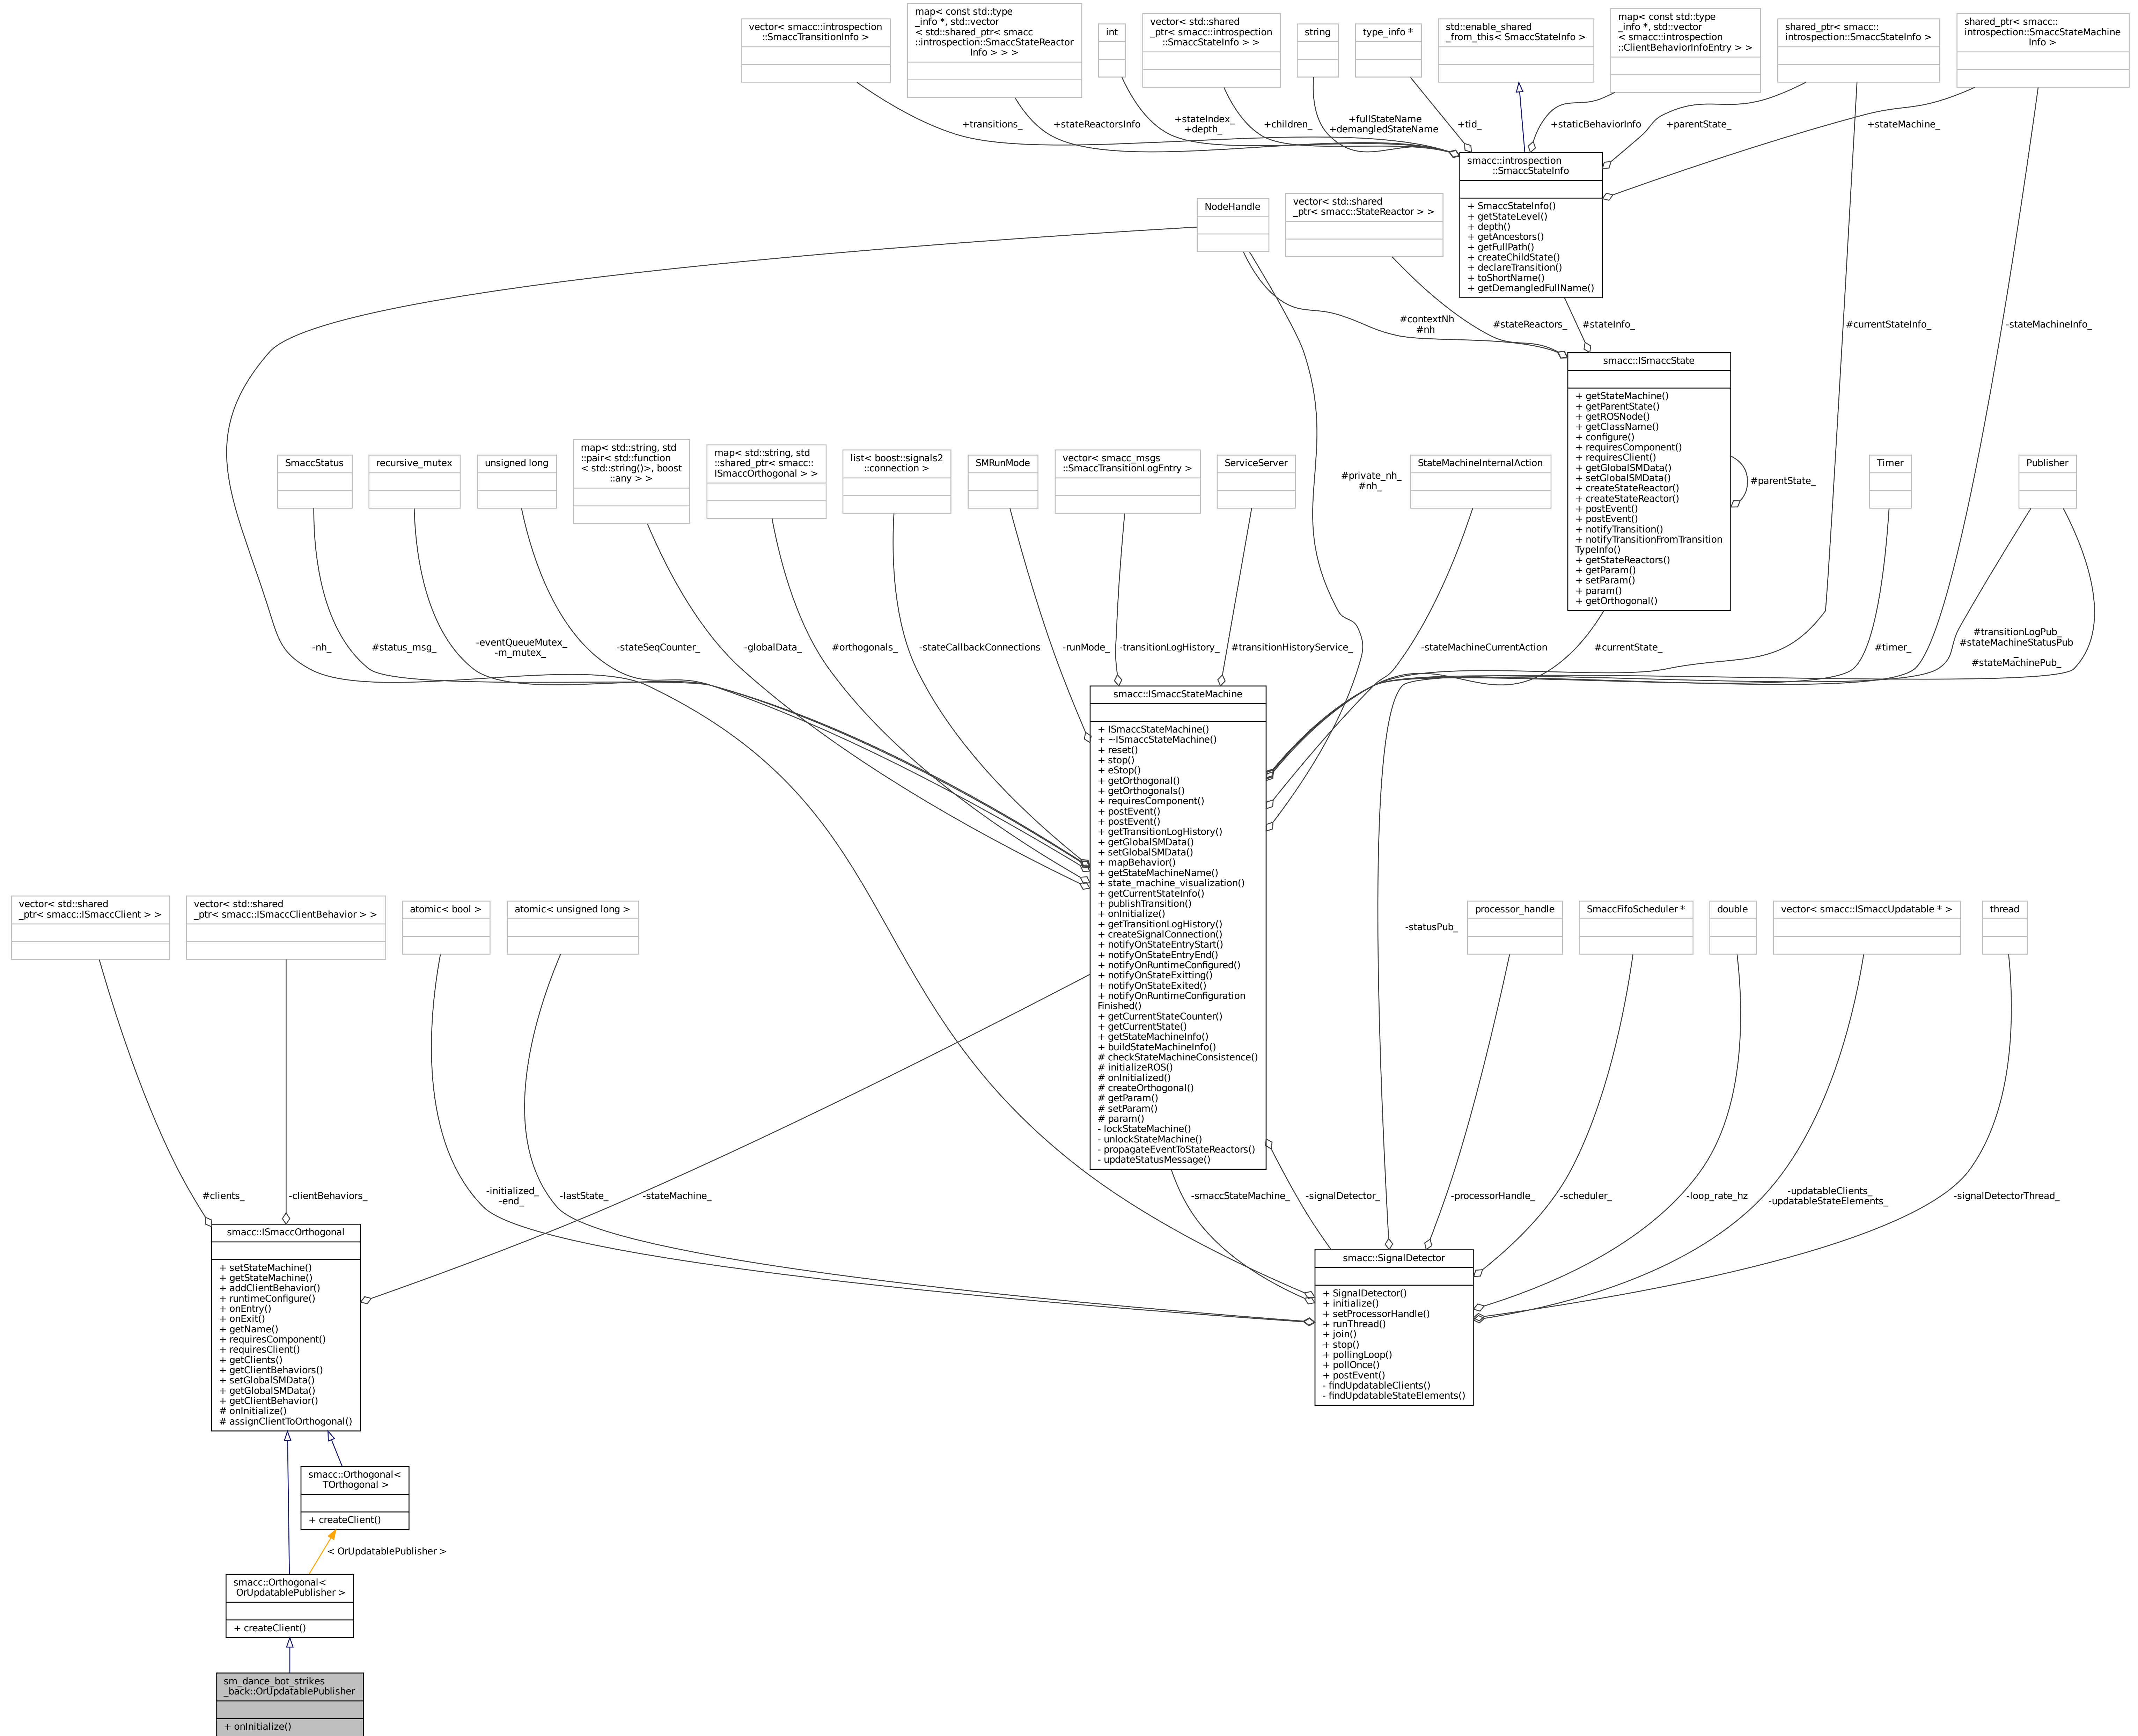 vector< smacc::introspection
::SmaccTransitionInfo >
map< const std::type
_info *, std::vector
< std::shared_ptr< smacc
::introspection::SmaccStateReactor
Info > > >
int
vector< std::shared
_ptr< smacc::introspection
::SmaccStateInfo > >
string
type_info *
std::enable_shared
_from_this< SmaccStateInfo >
map< const std::type
_info *, std::vector
< smacc::introspection
::ClientBehaviorInfoEntry > >
shared_ptr< smacc::
introspection::SmaccStateInfo >
shared_ptr< smacc::
introspection::SmaccStateMachine
Info >
+transitions_
+stateReactorsInfo
+stateIndex_
+depth_
+children_
+fullStateName
+demangledStateName
+tid_
+staticBehaviorInfo
+parentState_
+stateMachine_
smacc::introspection
::SmaccStateInfo
+ SmaccStateInfo()
+ getStateLevel()
+ depth()
+ getAncestors()
+ getFullPath()
+ createChildState()
+ declareTransition()
+ toShortName()
+ getDemangledFullName()
NodeHandle
vector< std::shared
_ptr< smacc::StateReactor > >
#contextNh
#nh
#stateReactors_
#stateInfo_
#currentStateInfo_
-stateMachineInfo_
smacc::ISmaccState
+ getStateMachine()
+ getParentState()
+ getROSNode()
+ getClassName()
+ configure()
+ requiresComponent()
+ requiresClient()
+ getGlobalSMData()
+ setGlobalSMData()
+ createStateReactor()
+ createStateReactor()
+ postEvent()
+ postEvent()
+ notifyTransition()
+ notifyTransitionFromTransition
TypeInfo()
+ getStateReactors()
+ getParam()
+ setParam()
+ param()
+ getOrthogonal()
#parentState_
SmaccStatus
recursive_mutex
unsigned long
map< std::string, std
::pair< std::function
< std::string()>, boost
::any > >
map< std::string, std
::shared_ptr< smacc::
ISmaccOrthogonal > >
list< boost::signals2
::connection >
SMRunMode
vector< smacc_msgs
::SmaccTransitionLogEntry >
ServiceServer
#private_nh_
#nh_
StateMachineInternalAction
Timer
Publisher
-nh_
#status_msg_
-eventQueueMutex_
-m_mutex_
-stateSeqCounter_
-globalData_
#orthogonals_
-stateCallbackConnections
-runMode_
-transitionLogHistory_
#transitionHistoryService_
-stateMachineCurrentAction
#currentState_
#timer_
#transitionLogPub_
#stateMachineStatusPub
_
#stateMachinePub_
smacc::ISmaccStateMachine
+ ISmaccStateMachine()
+ ~ISmaccStateMachine()
+ reset()
+ stop()
+ eStop()
+ getOrthogonal()
+ getOrthogonals()
+ requiresComponent()
+ postEvent()
+ postEvent()
+ getTransitionLogHistory()
+ getGlobalSMData()
+ setGlobalSMData()
+ mapBehavior()
+ getStateMachineName()
+ state_machine_visualization()
+ getCurrentStateInfo()
+ publishTransition()
+ onInitialize()
+ getTransitionLogHistory()
+ createSignalConnection()
+ notifyOnStateEntryStart()
+ notifyOnStateEntryEnd()
+ notifyOnRuntimeConfigured()
+ notifyOnStateExitting()
+ notifyOnStateExited()
+ notifyOnRuntimeConfiguration
Finished()
+ getCurrentStateCounter()
+ getCurrentState()
+ getStateMachineInfo()
+ buildStateMachineInfo()
# checkStateMachineConsistence()
# initializeROS()
# onInitialized()
# createOrthogonal()
# getParam()
# setParam()
# param()
- lockStateMachine()
- unlockStateMachine()
- propagateEventToStateReactors()
- updateStatusMessage()
vector< std::shared
_ptr< smacc::ISmaccClient > >
vector< std::shared
_ptr< smacc::ISmaccClientBehavior > >
atomic< bool >
atomic< unsigned long >
-statusPub_
processor_handle
SmaccFifoScheduler *
double
vector< smacc::ISmaccUpdatable * >
thread
#clients_
-clientBehaviors_
-initialized_
-end_
-lastState_
-stateMachine_
-smaccStateMachine_
-signalDetector_
-processorHandle_
-scheduler_
-loop_rate_hz
-updatableClients_
-updatableStateElements_
-signalDetectorThread_
smacc::ISmaccOrthogonal
+ setStateMachine()
+ getStateMachine()
+ addClientBehavior()
+ runtimeConfigure()
+ onEntry()
+ onExit()
+ getName()
+ requiresComponent()
+ requiresClient()
+ getClients()
+ getClientBehaviors()
+ setGlobalSMData()
+ getGlobalSMData()
+ getClientBehavior()
# onInitialize()
# assignClientToOrthogonal()
smacc::SignalDetector
+ SignalDetector()
+ initialize()
+ setProcessorHandle()
+ runThread()
+ join()
+ stop()
+ pollingLoop()
+ pollOnce()
+ postEvent()
- findUpdatableClients()
- findUpdatableStateElements()
smacc::Orthogonal<
TOrthogonal >
+ createClient()
< OrUpdatablePublisher >
smacc::Orthogonal<
OrUpdatablePublisher >
+ createClient()
sm_dance_bot_strikes
_back::OrUpdatablePublisher
+ onInitialize()